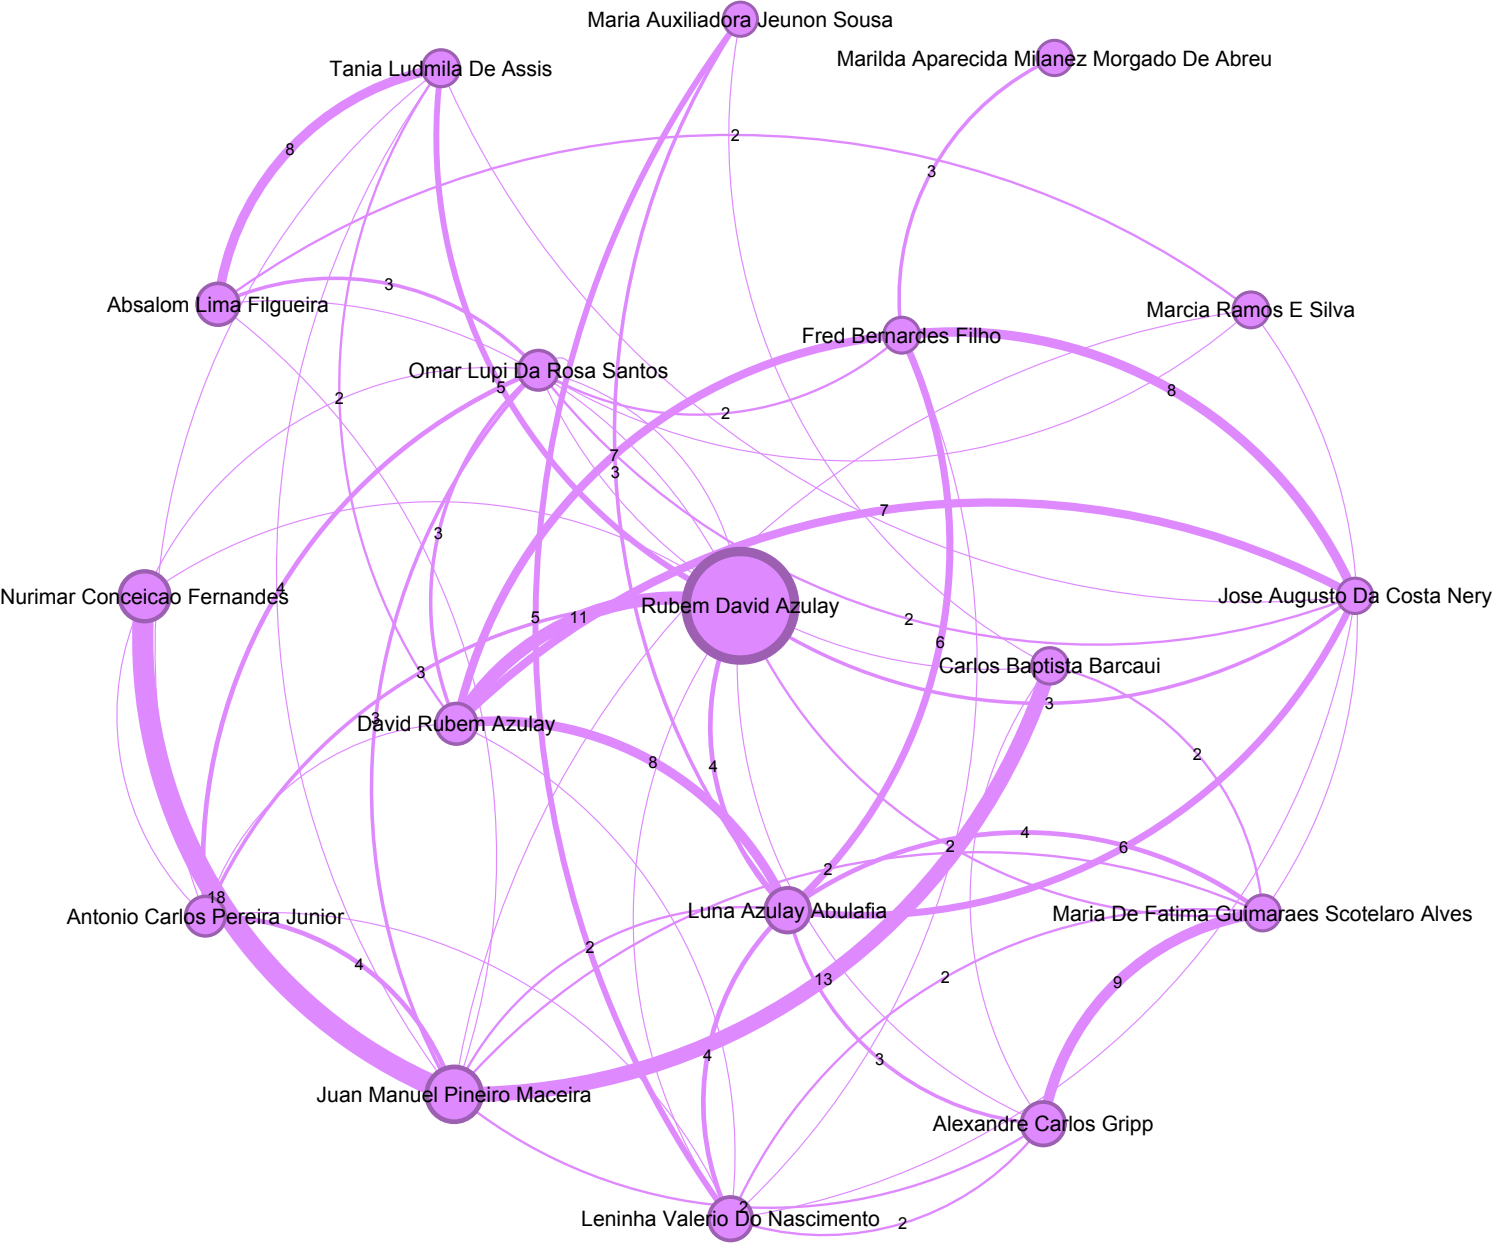 Maria Auxiliadora Jeunon Sousa
Marilda Aparecida Milanez Morgado De Abreu
Tania Ludmila De Assis
2
8
3
3
Absalom Lima Filgueira
Marcia Ramos E Silva
Fred Bernardes Filho
Omar Lupi Da Rosa Santos
5
8
2
2
7
3
7
3
4
Nurimar Conceicao Fernandes
Jose Augusto Da Costa Nery
Rubem David Azulay
5
11
2
6
Carlos Baptista Barcaui
3
3
3
David Rubem Azulay
2
8
4
4
2
6
2
18
Antonio Carlos Pereira Junior
Luna Azulay Abulafia
Maria De Fatima Guimaraes Scotelaro Alves
2
4
13
2
9
4
3
Juan Manuel Pineiro Maceira
Alexandre Carlos Gripp
2
Leninha Valerio Do Nascimento
2